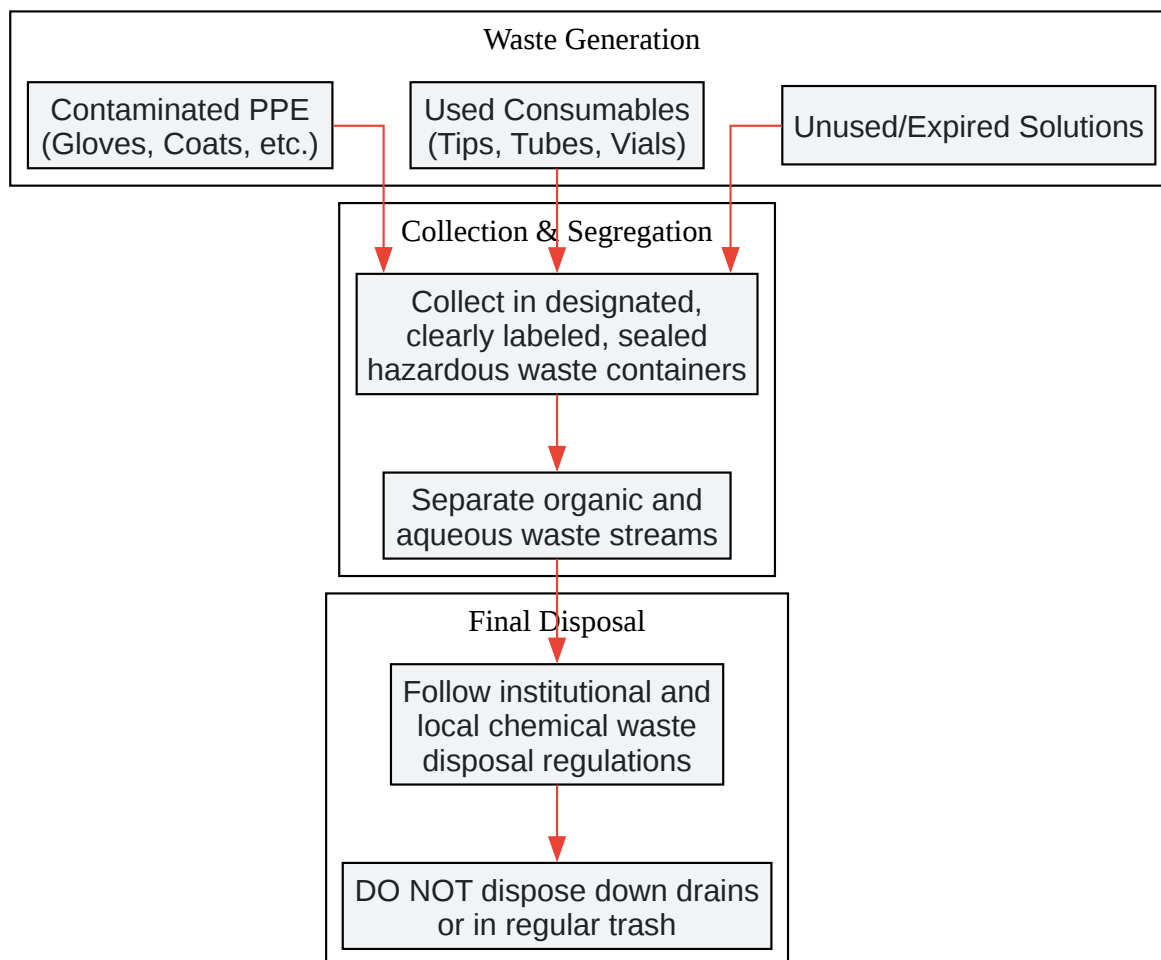 Waste Generation
Contaminated PPE
(Gloves, Coats, etc.)
Used Consumables
(Tips, Tubes, Vials)
Unused/Expired Solutions
Collection & Segregation
Collect in designated,
clearly labeled, sealed
hazardous waste containers
Separate organic and
aqueous waste streams
Final Disposal
Follow institutional and
local chemical waste
disposal regulations
DO NOT dispose down drains
or in regular trash